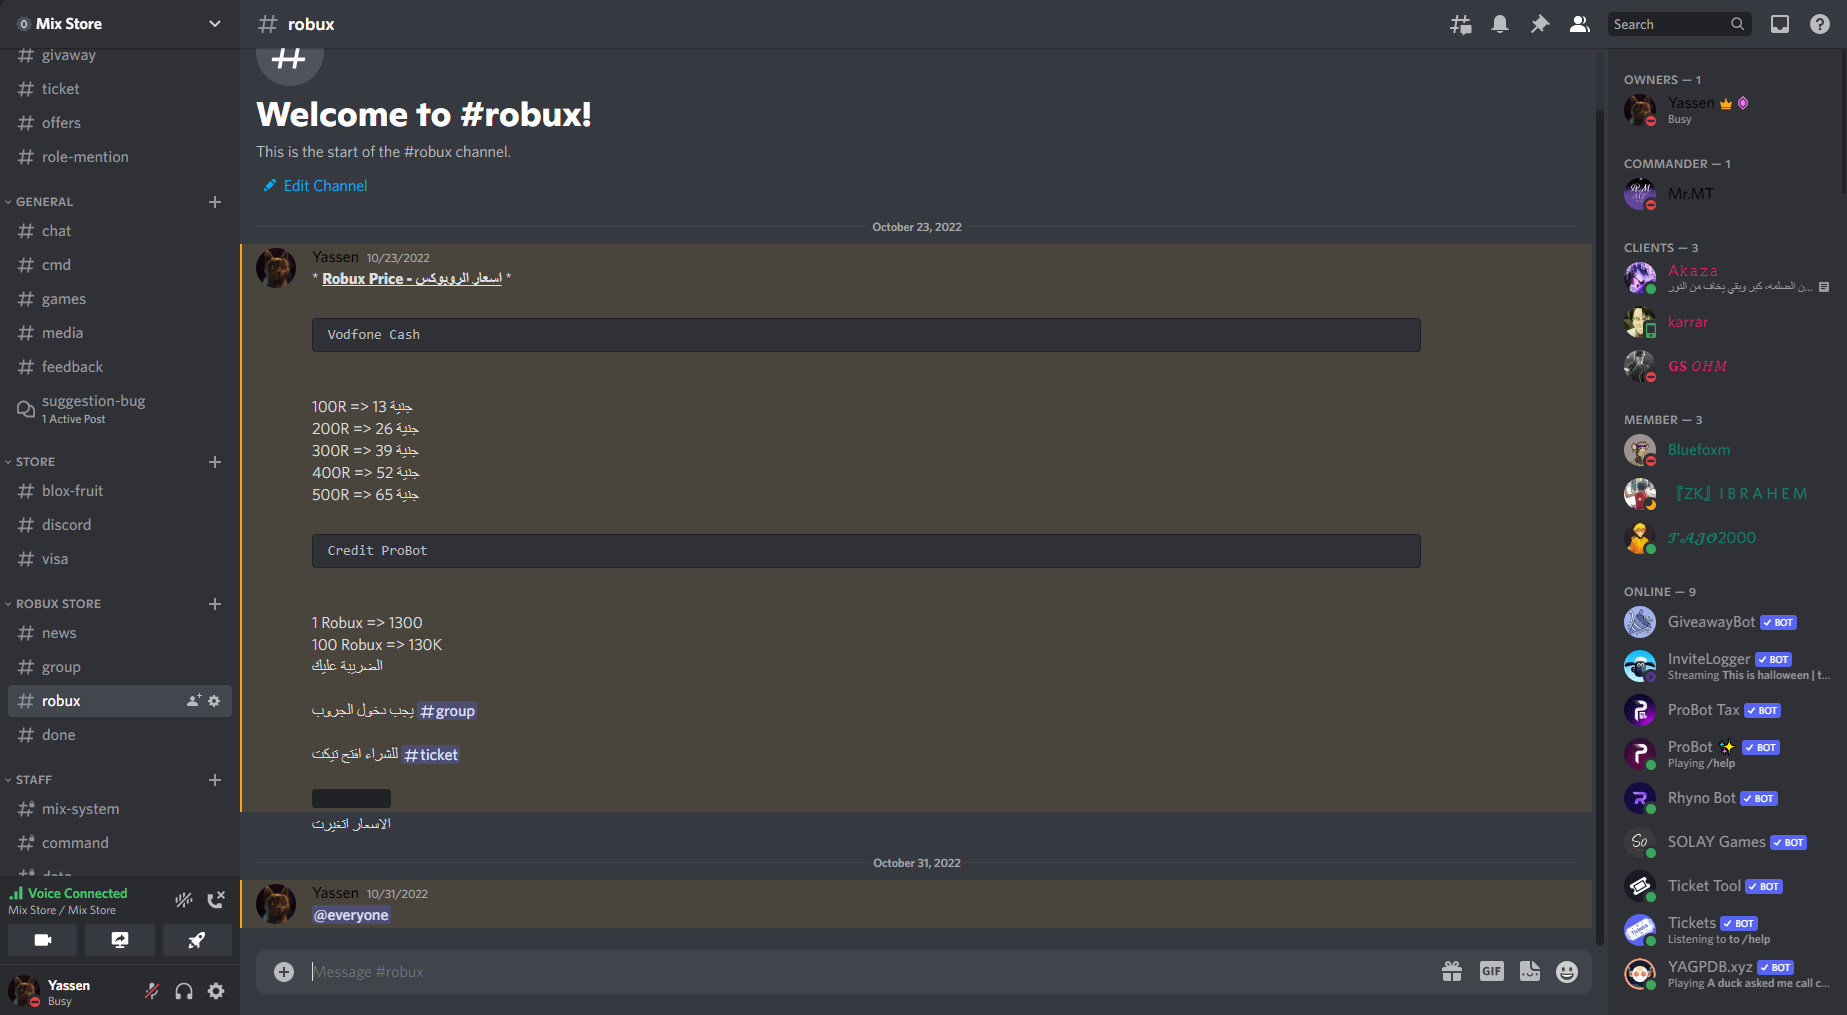 Mix Store
givaway
ticket
offers
role-mention
GENERAL
chat
cmd
games
media
feedback
suggestion-bug
1 Active Post
STORE
blox-fruit
discord
visa
ROBUX STORE
news
group
robux
done
STAFF
mix-system
command
Voice Connected
Mix Store / Mix Store
Yassen
Busy
robux
Search
Welcome to #robux!
This is the start of the #robux channel.
Edit Channel
October 23, 2022
Yassen 10/23/2022
* Robux Price - اسعار الروبوكس *
Vodfone Cash
100R => 13 جنية
200R => 26 جنية
300R => 39 جنية
400R => 52 جنية
500R => 65 جنية
Credit ProBot
1 Robux => 1300
100 Robux => 130K
الضريبة عليك
يجب دخول الجروب #group
للشراء افتح تيكت #ticket
الاسعار اتغيرت
October 31, 2022
Yassen 10/31/2022
@everyone
Message #robux
GIF
OWNERS — 1
Yassen
Busy
COMMANDER — 1
Mr.MT
CLIENTS — 3
Akaza
ن الضلمه، كبر وبقي يخاف من النور...
karrar
GS OHM
MEMBER — 3
Bluefoxm
『ZK』 I B R A H E M
𝓣𝓐𝓙𝓞2000
ONLINE — 9
GiveawayBot BOT
InviteLogger BOT
Streaming This is halloween | t...
ProBot Tax BOT
ProBot ✨ BOT
Playing /help
Rhyno Bot BOT
SOLAY Games BOT
Ticket Tool BOT
Tickets BOT
Listening to to /help
YAGPDB.xyz BOT
Playing A duck asked me call c...